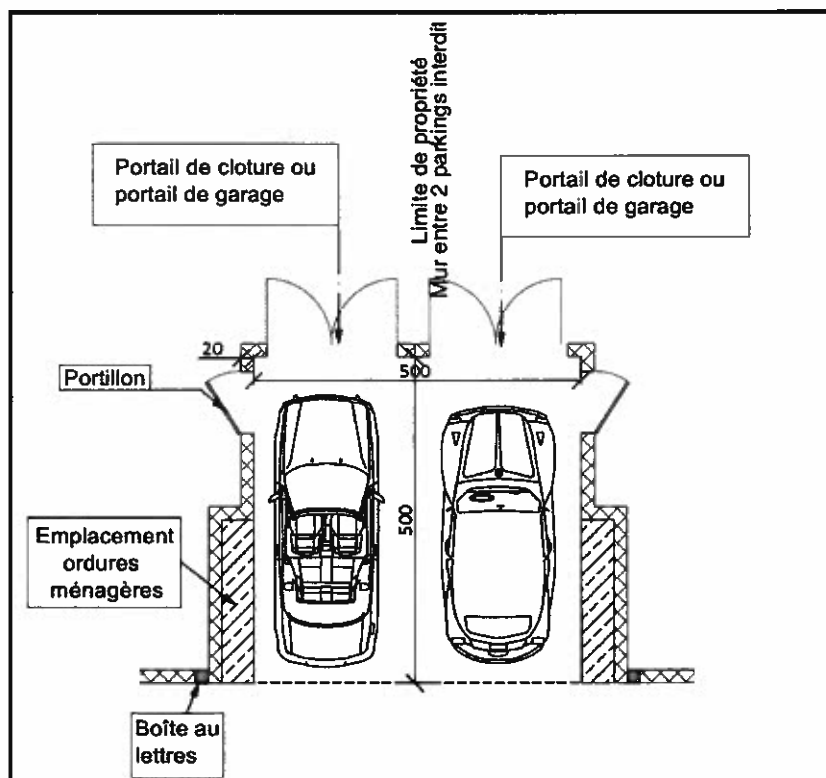 Limite de propriété
Mur entre 2 parkings interdit
Portail de cloture ou
portail de garage
Portail de cloture ou
portail de garage
20
500
Portillon
500
Emplacement
ordures
ménagères
Boîte au
lettres